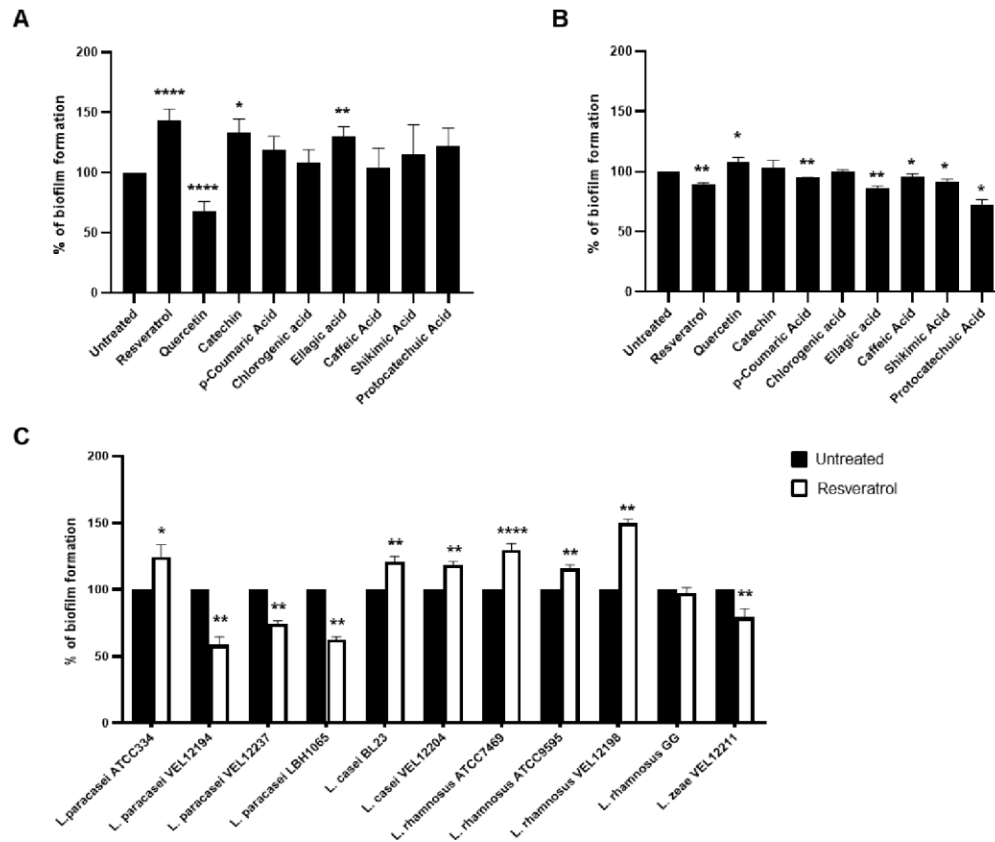 A
% of biofilm formation
200
150
100
50
0
****
****
*
**
Untreated
Resveratrol
Quercetin
Catechin
p-Coumaric Acid
Chlorogenic acid
Ellagic acid
Caffeic Acid
Shikimic Acid
Protocatechuic Acid
B
% of biofilm formation
200
150
100
50
0
**
*
**
**
*
*
*
Untreated
Resveratrol
Quercetin
Catechin
p-Coumaric Acid
Chlorogenic acid
Ellagic acid
Caffeic Acid
Shikimic Acid
Protocatechuic Acid
C
% of biofilm formation
200
150
100
50
0
*
**
**
**
**
**
****
**
**
**
L.paracasei ATCC334
L. paracasei VEL12194
L. paracasei VEL12237
L. paracasei LBH1065
L. casei BL23
L. casei VEL12204
L. rhamnosus ATCC7469
L. rhamnosus ATCC9595
L. rhamnosus VEL12198
L. rhamnosus GG
L. zeae VEL12211
Untreated
Resveratrol